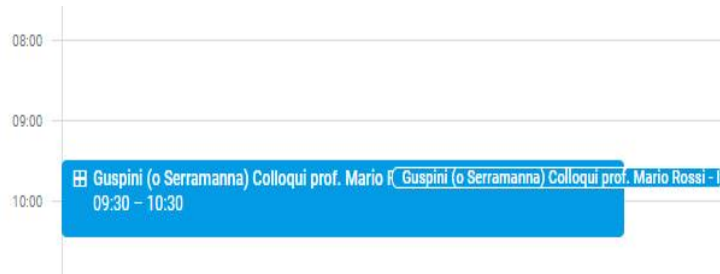 08:00
09:00
Guspini (o Serramanna) Colloqui prof. Mario
Guspini (o Serramanna) Colloqui prof. Mario Rossi -
09:30 – 10:30
10:00